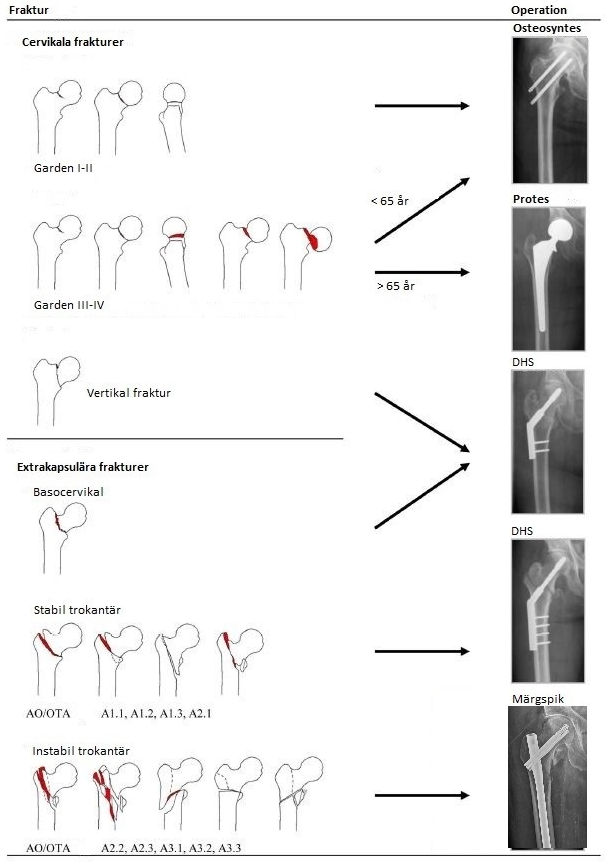 Fraktur
Operation
Osteosyntes
Cervikala frakturer
Garden I-II
< 65 år
Protes
> 65 år
Garden III-IV
DHS
Vertikal fraktur
Extrakapsulära frakturer
Basocervikal
DHS
Stabil trokantär
Märgspik
AO/OTA A1.1, A1.2, A1.3, A2.1
Instabil trokantär
AO/OTA A2.2, A2.3, A3.1, A3.2, A3.3